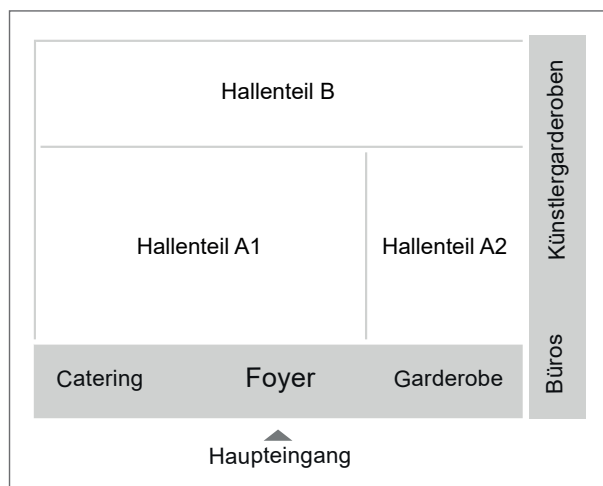 Hallenteil B
Künstlergarderoben
Hallenteil A1
Hallenteil A2
Büros
Catering
Foyer
Garderobe
Haupteingang